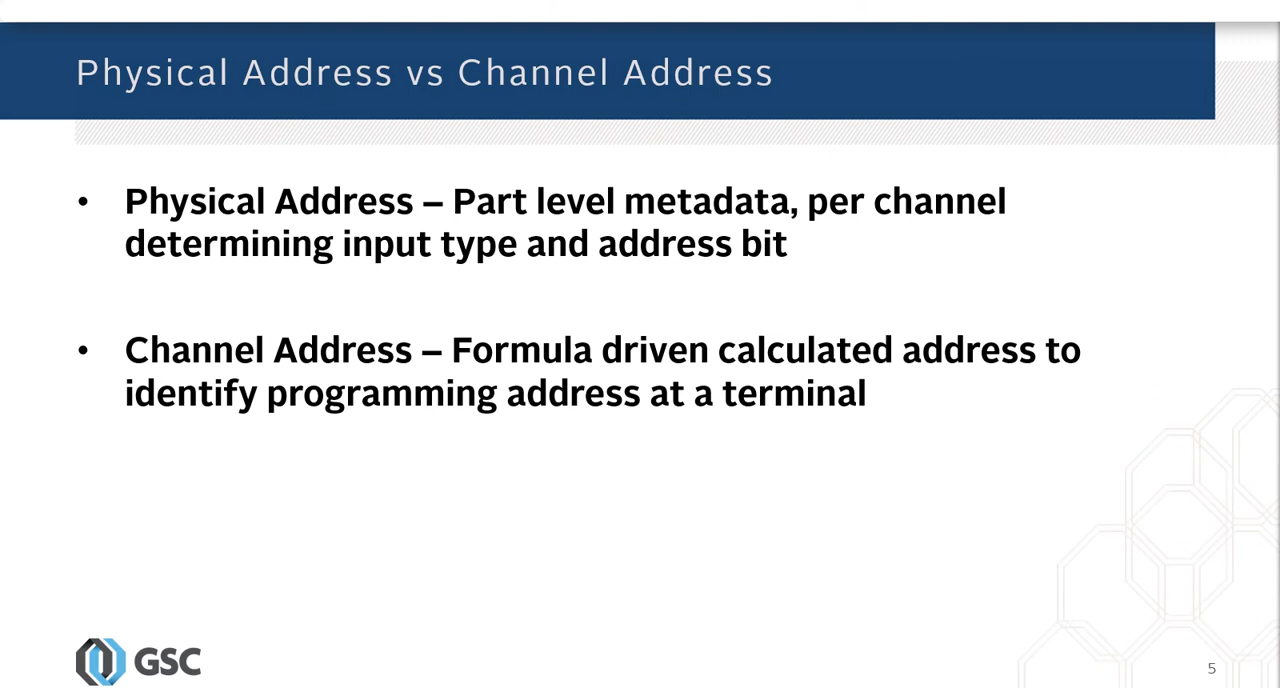 Physical Address vs Channel Address
• Physical Address – Part level metadata, per channel
determining input type and address bit
• Channel Address – Formula driven calculated address to
identify programming address at a terminal
GSC
5